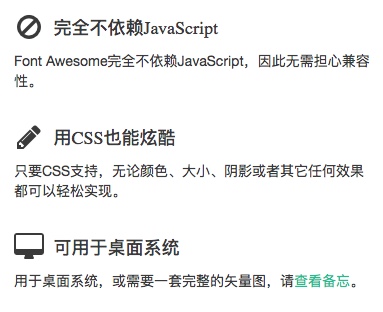 完全不依赖JavaScript
Font Awesome完全不依赖JavaScript，因此无需担心兼容
性。
用CSS也能炫酷
只要CSS支持，无论颜色、大小、阴影或者其它任何效果
都可以轻松实现。
可用于桌面系统
用于桌面系统，或需要一套完整的矢量图，请查看备忘。